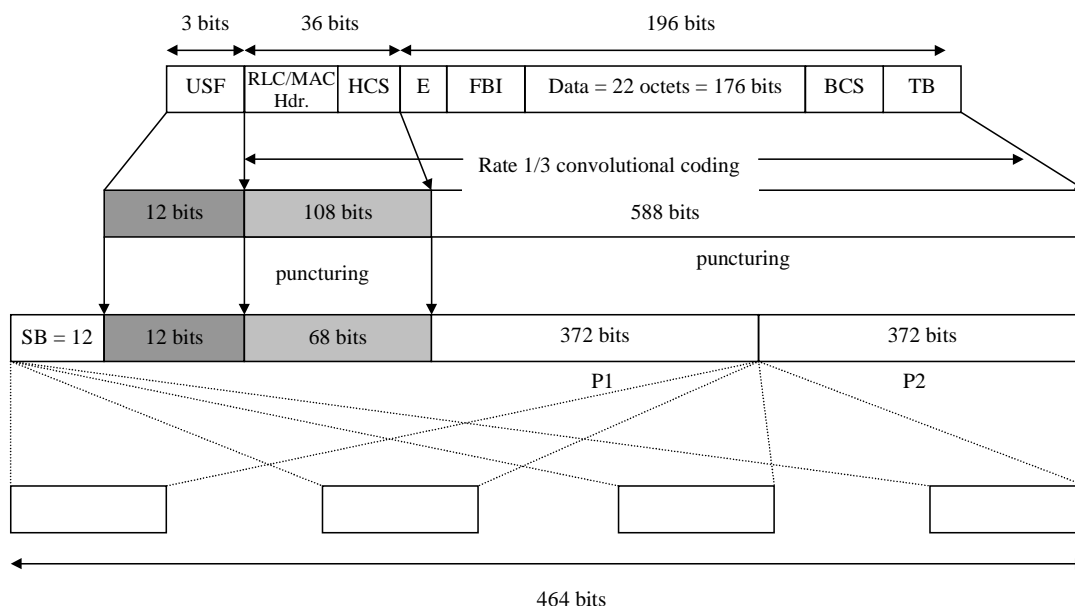 3 bits 36 bits 196 bits
USF RLC/MAC Hdr. HCS E FBI Data = 22 octets = 176 bits BCS TB
Rate 1/3 convolutional coding
12 bits 108 bits 588 bits
puncturing puncturing
SB = 12 12 bits 68 bits 372 bits 372 bits
P1 P2
464 bits